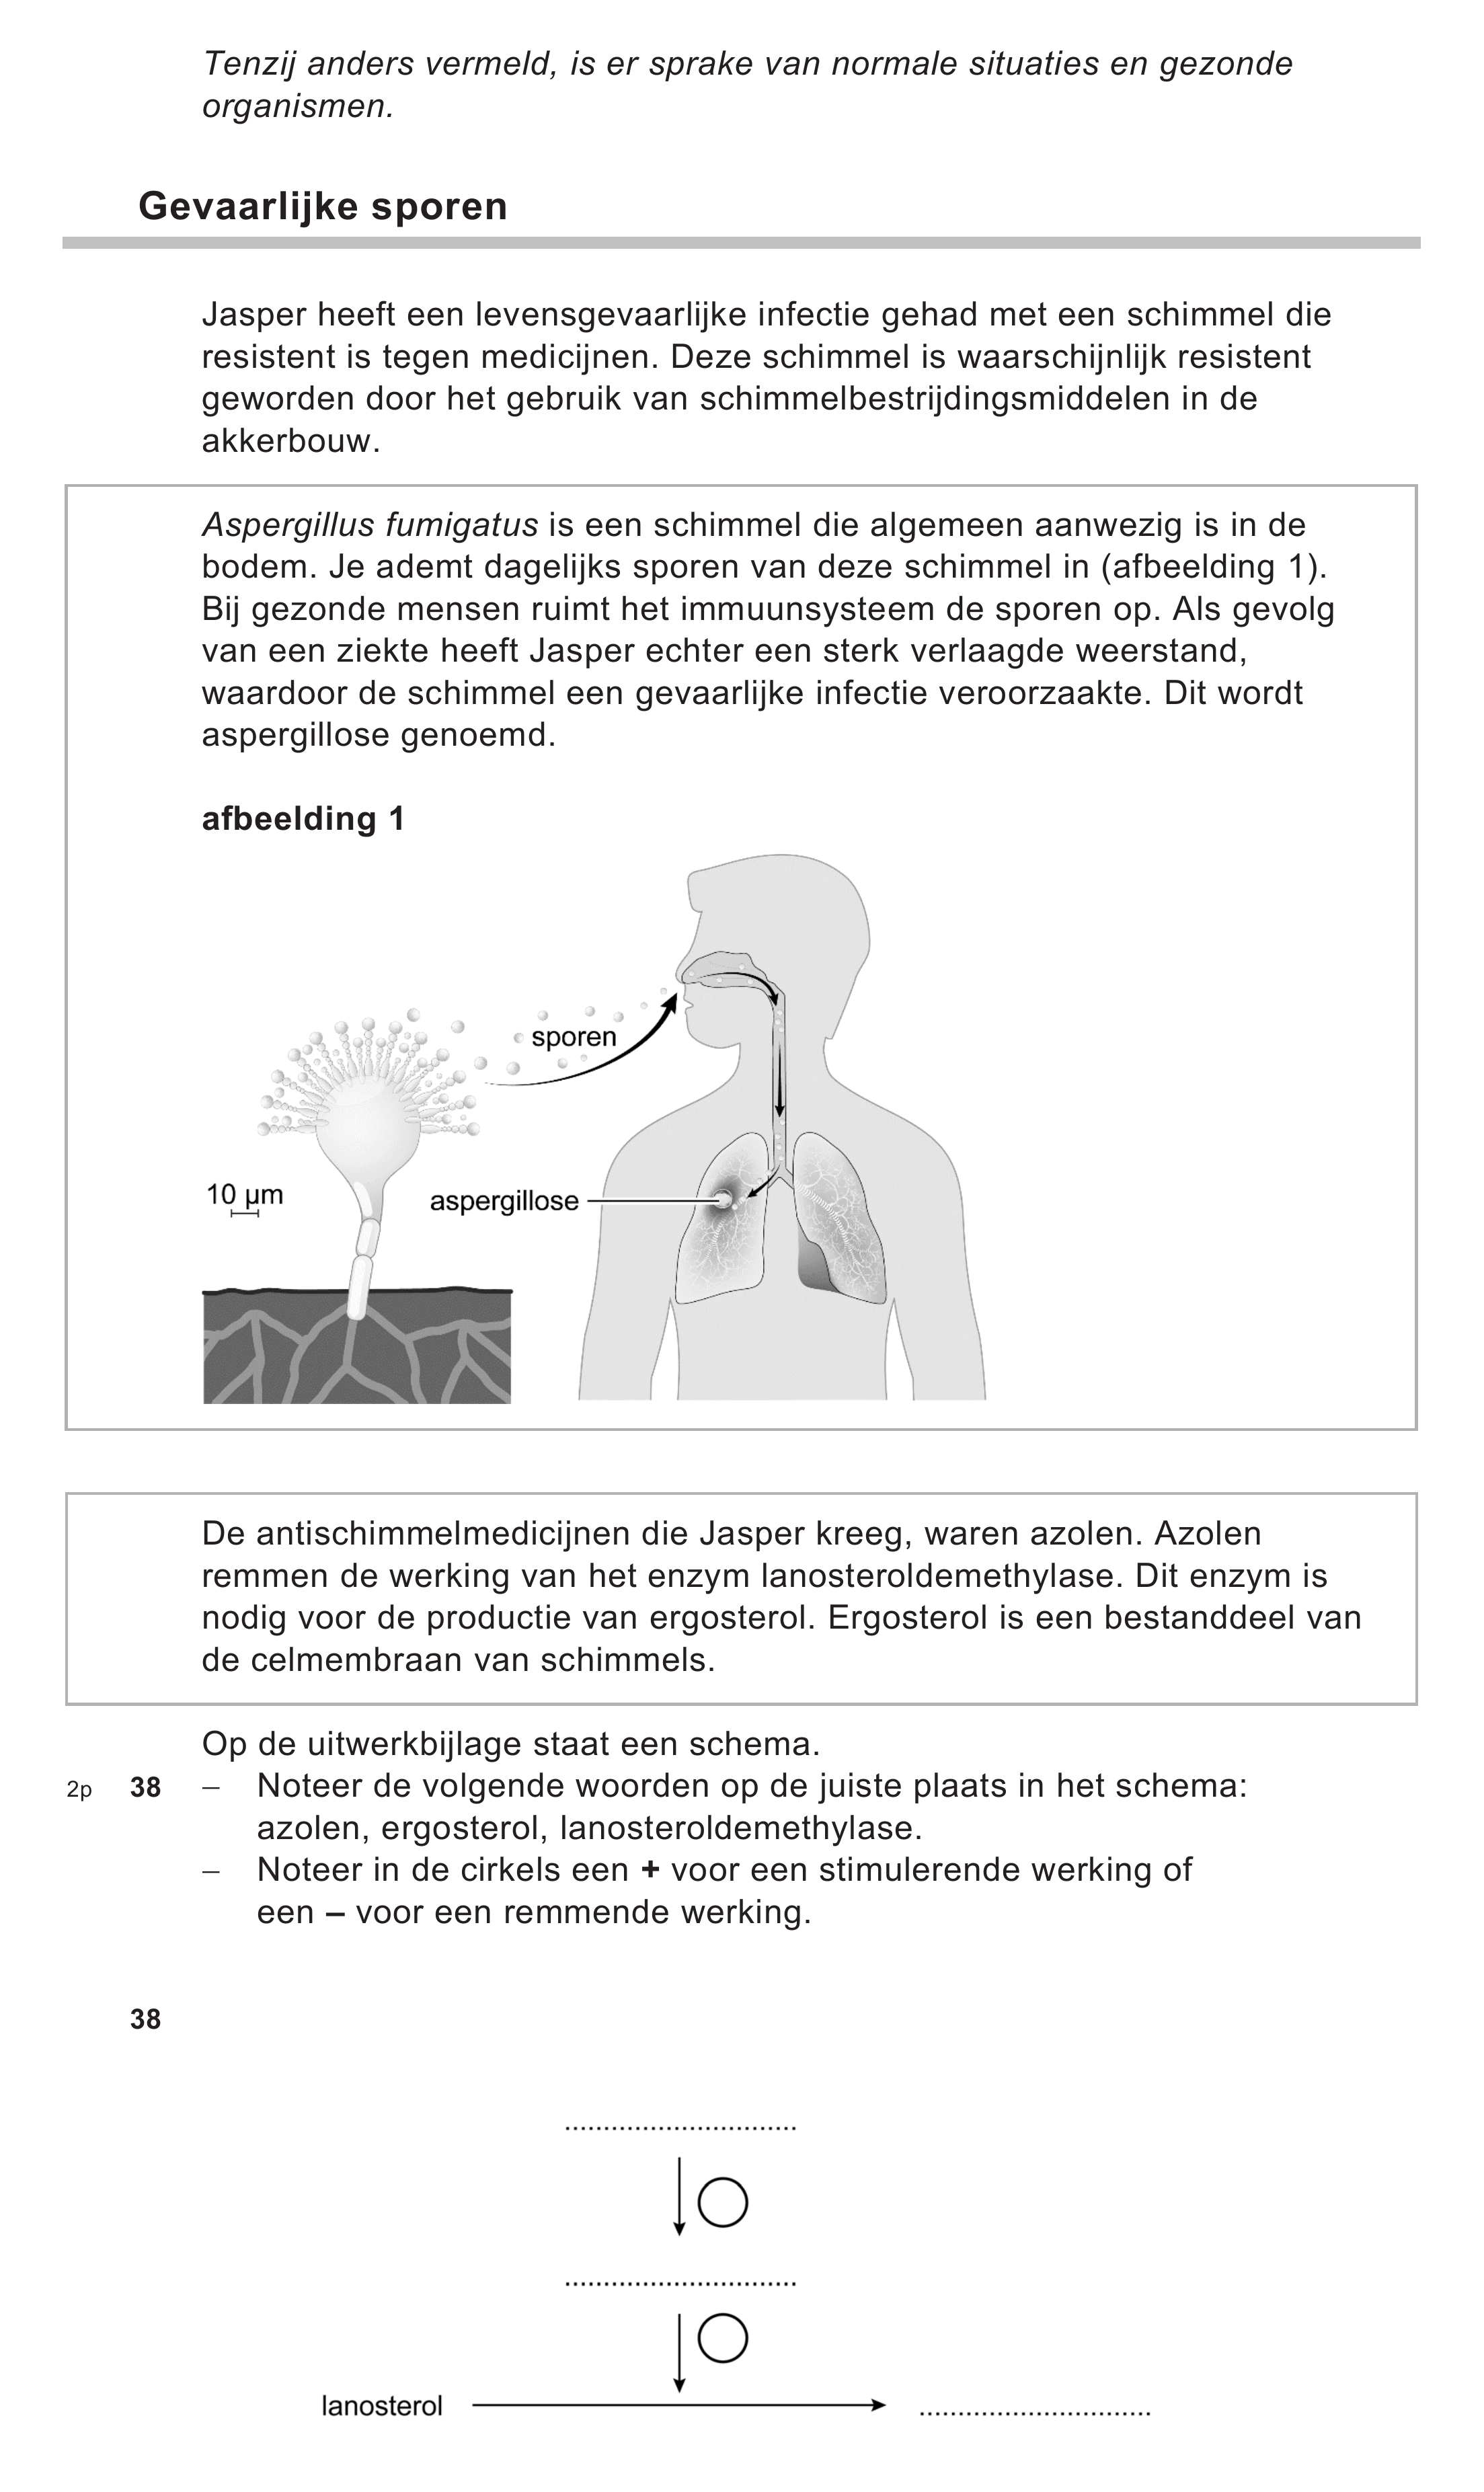 Tenzij anders vermeld, is er sprake van normale situaties en gezonde
organismen.
Gevaarlijke sporen
Jasper heeft een levensgevaarlijke infectie gehad met een schimmel die
resistent is tegen medicijnen. Deze schimmel is waarschijnlijk resistent
geworden door het gebruik van schimmelbestrijdingsmiddelen in de
akkerbouw.
Aspergillus fumigatus is een schimmel die algemeen aanwezig is in de
bodem. Je ademt dagelijks sporen van deze schimmel in (afbeelding 1).
Bij gezonde mensen ruimt het immuunsysteem de sporen op. Als gevolg
van een ziekte heeft Jasper echter een sterk verlaagde weerstand,
waardoor de schimmel een gevaarlijke infectie veroorzaakte. Dit wordt
aspergillose genoemd.
afbeelding 1
sporen
10 µm
aspergillose
De antischimmelmedicijnen die Jasper kreeg, waren azolen. Azolen
remmen de werking van het enzym lanosteroldemethylase. Dit enzym is
nodig voor de productie van ergosterol. Ergosterol is een bestanddeel van
de celmembraan van schimmels.
Op de uitwerkbijlage staat een schema.
2p 38 – Noteer de volgende woorden op de juiste plaats in het schema:
azolen, ergosterol, lanosteroldemethylase.
– Noteer in de cirkels een + voor een stimulerende werking of
een – voor een remmende werking.
38
..............................
..............................
lanosterol ..............................